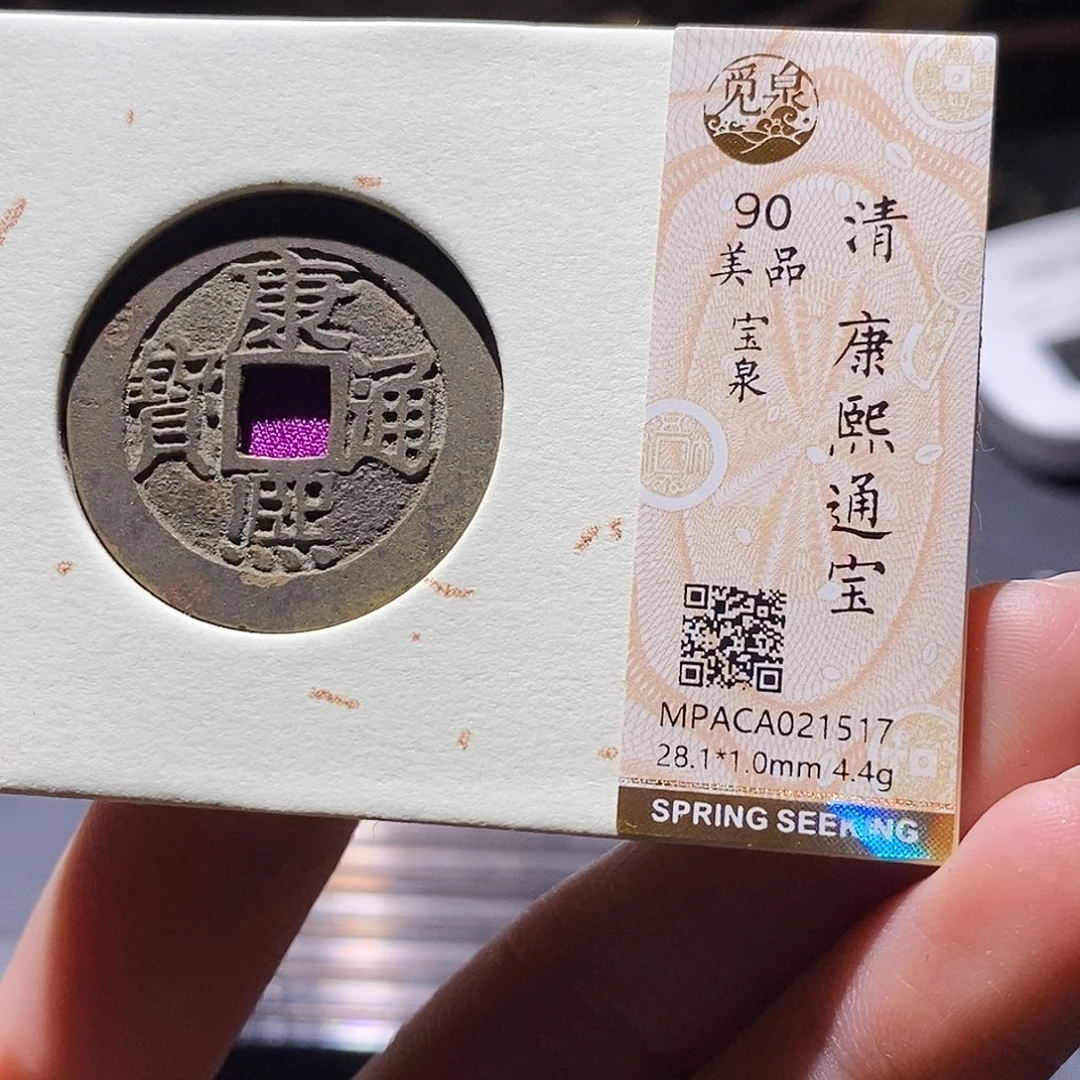 康
熙
通
寶
覓泉
90
美品
宝泉
清 康熙通宝
MPACA021517
28.1*1.0mm 4.4g
SPRING SEEKING